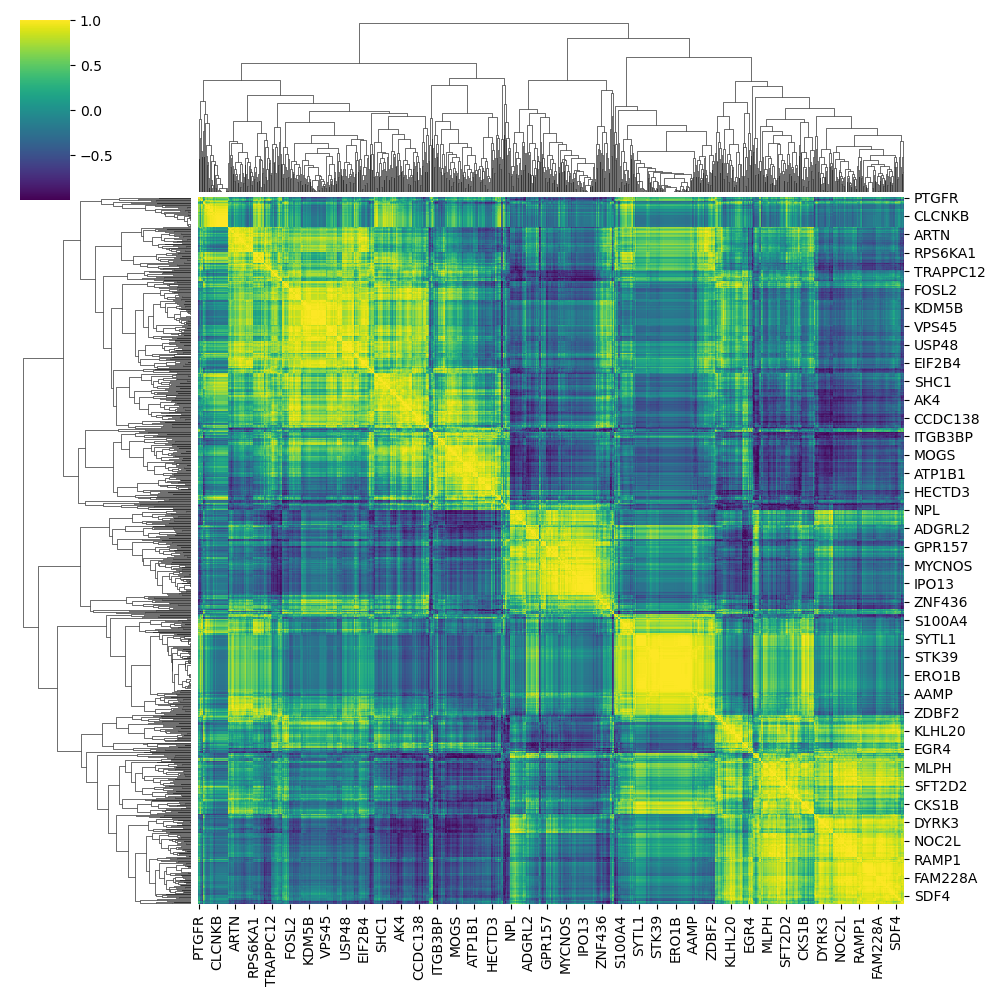 1.0
0.5
0.0
−0.5
PTGFR
CLCNKB
ARTN
RPS6KA1
TRAPPC12
FOSL2
KDM5B
VPS45
USP48
EIF2B4
SHC1
AK4
CCDC138
ITGB3BP
MOGS
ATP1B1
HECTD3
NPL
ADGRL2
GPR157
MYCNOS
IPO13
ZNF436
S100A4
SYTL1
STK39
ERO1B
AAMP
ZDBF2
KLHL20
EGR4
MLPH
SFT2D2
CKS1B
DYRK3
NOC2L
RAMP1
FAM228A
SDF4
PTGFR
CLCNKB
ARTN
RPS6KA1
TRAPPC12
FOSL2
KDM5B
VPS45
USP48
EIF2B4
SHC1
AK4
CCDC138
ITGB3BP
MOGS
ATP1B1
HECTD3
NPL
ADGRL2
GPR157
MYCNOS
IPO13
ZNF436
S100A4
SYTL1
STK39
ERO1B
AAMP
ZDBF2
KLHL20
EGR4
MLPH
SFT2D2
CKS1B
DYRK3
NOC2L
RAMP1
FAM228A
SDF4